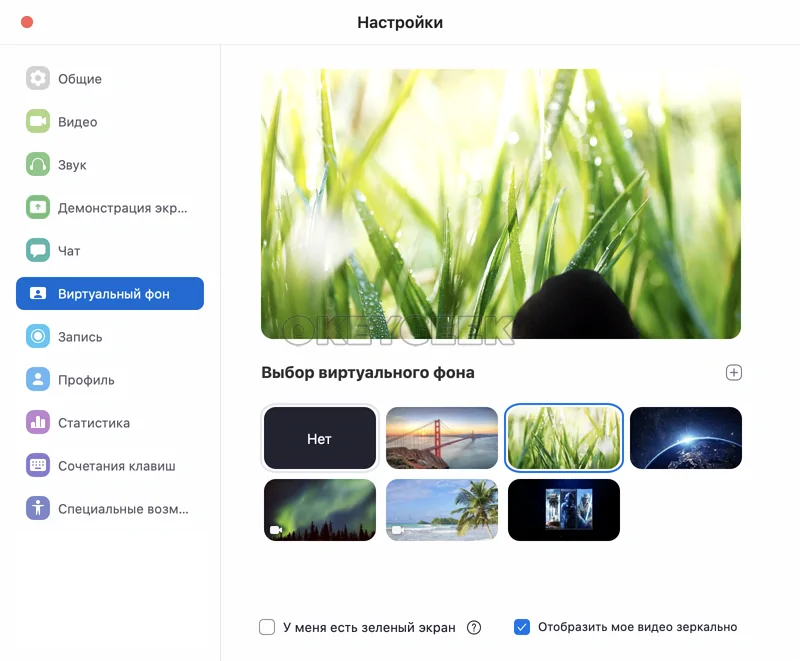 Настройки
Общие
Видео
Звук
Демонстрация экр...
Чат
Виртуальный фон
Запись
Профиль
Статистика
Сочетания клавиш
Специальные возм...
OKEYGEEK
Выбор виртуального фона
Нет
У меня есть зеленый экран
Отобразить мое видео зеркально